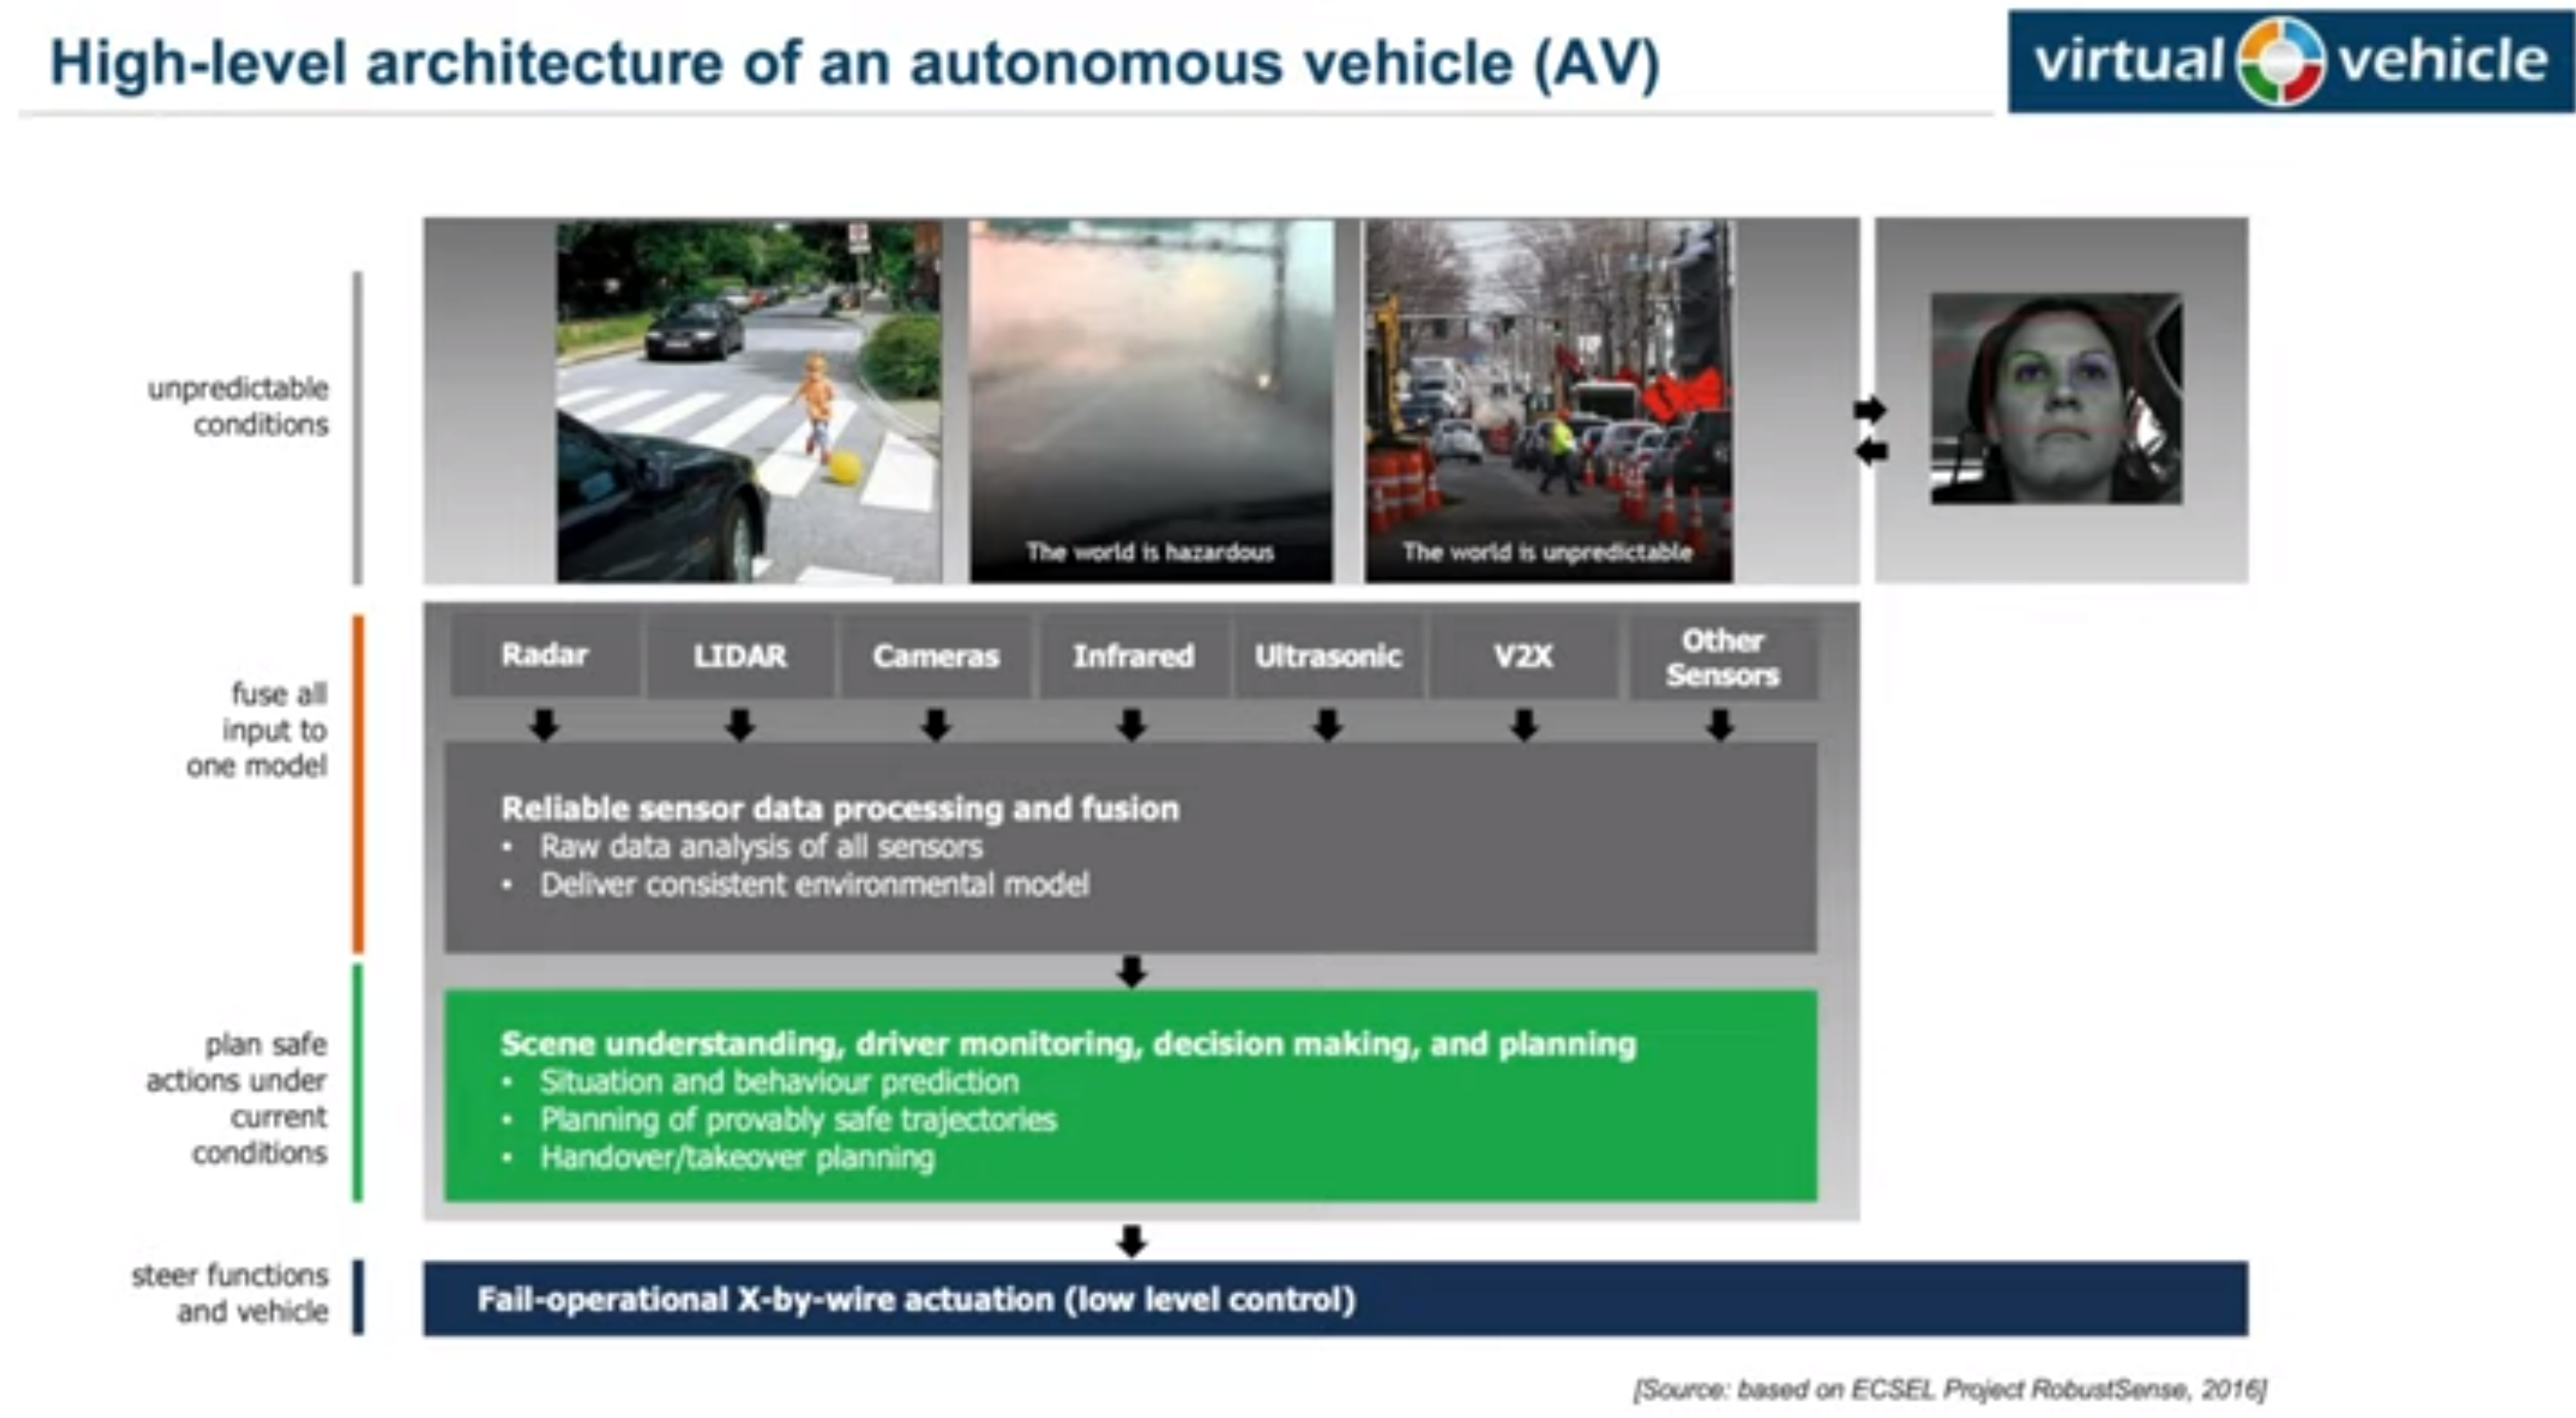 High-level architecture of an autonomous vehicle (AV)
virtual vehicle
unpredictable
conditions
The world is hazardous
The world is unpredictable
fuse all
input to
one model
Radar
LIDAR
Cameras
Infrared
Ultrasonic
V2X
Other
Sensors
Reliable sensor data processing and fusion
• Raw data analysis of all sensors
• Deliver consistent environmental model
plan safe
actions under
current
conditions
Scene understanding, driver monitoring, decision making, and planning
• Situation and behaviour prediction
• Planning of provably safe trajectories
• Handover/takeover planning
steer functions
and vehicle
Fail-operational X-by-wire actuation (low level control)
[Source: based on ECSEL Project RobustSense, 2016]